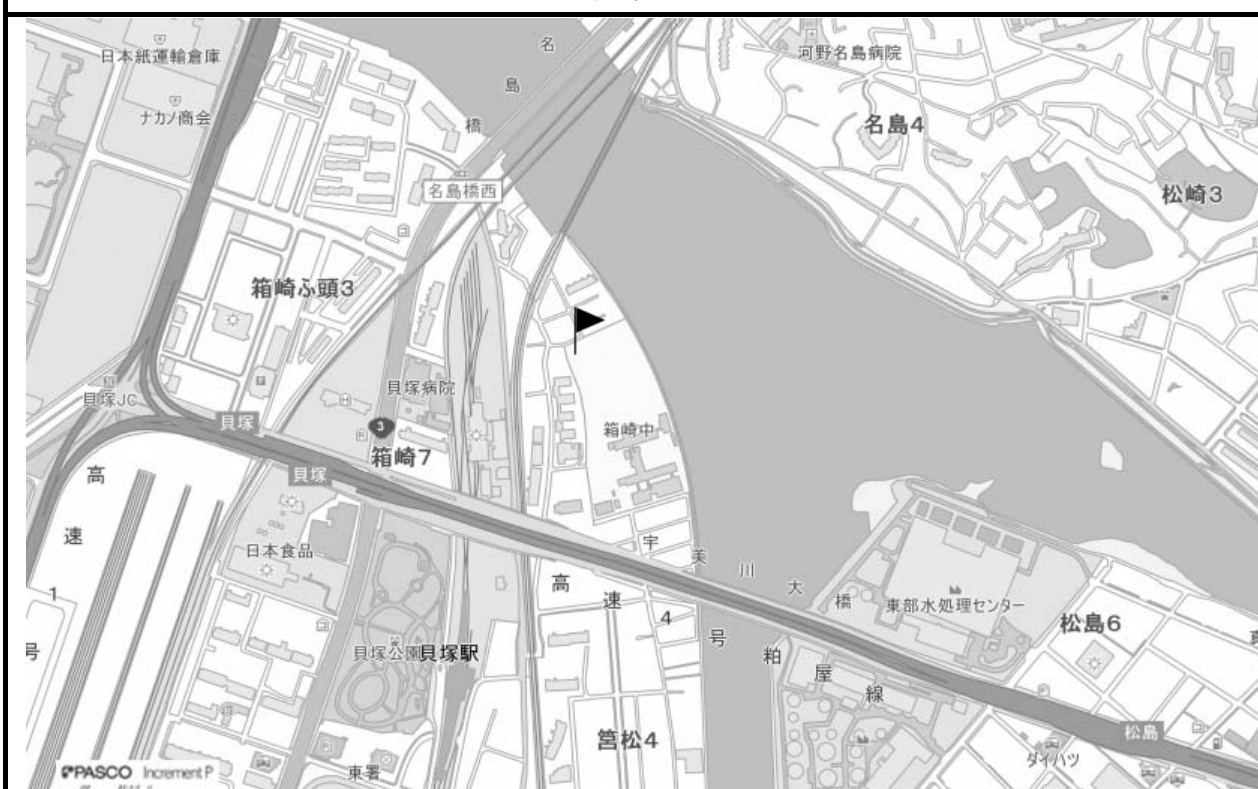 日本紙運輸倉庫
ナカノ商会
名島橋
河野名島病院
名島4
松崎3
名島橋西
箱崎ふ頭3
貝塚JC
貝塚病院
貝塚
3
箱崎7
箱崎中
貝塚
高速1号
日本食品
宇美川大橋
高速4号粕屋線
東部水処理センター
松島6
貝塚公園
貝塚駅
筥松4
松島
ダイハツ
東署
PASCO Increment P